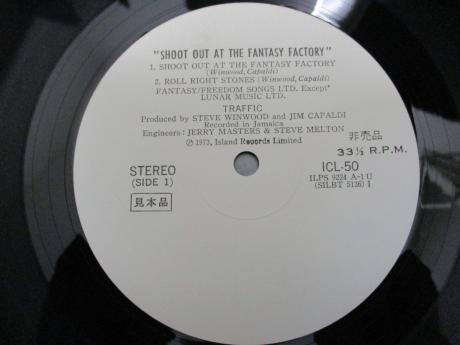 "SHOOT OUT AT THE FANTASY FACTORY"
1. SHOOT OUT AT THE FANTASY FACTORY
(Winwood, Capaldi)
2. ROLL RIGHT STONES (Winwood, Capaldi)
FANTASY/FREEDOM SONGS LTD. Except*
LUNAR MUSIC LTD.
TRAFFIC
Produced by STEVE WINWOOD and JIM CAPALDI
Recorded in Jamaica
Engineers: JERRY MASTERS & STEVE MELTON
Ⓟ 1973, Island Records Limited
非売品
33⅓ R.P.M.
STEREO
(SIDE 1)
見本品
ICL-50
ILPS 9224 A-1U
(SILBT 5136) 1